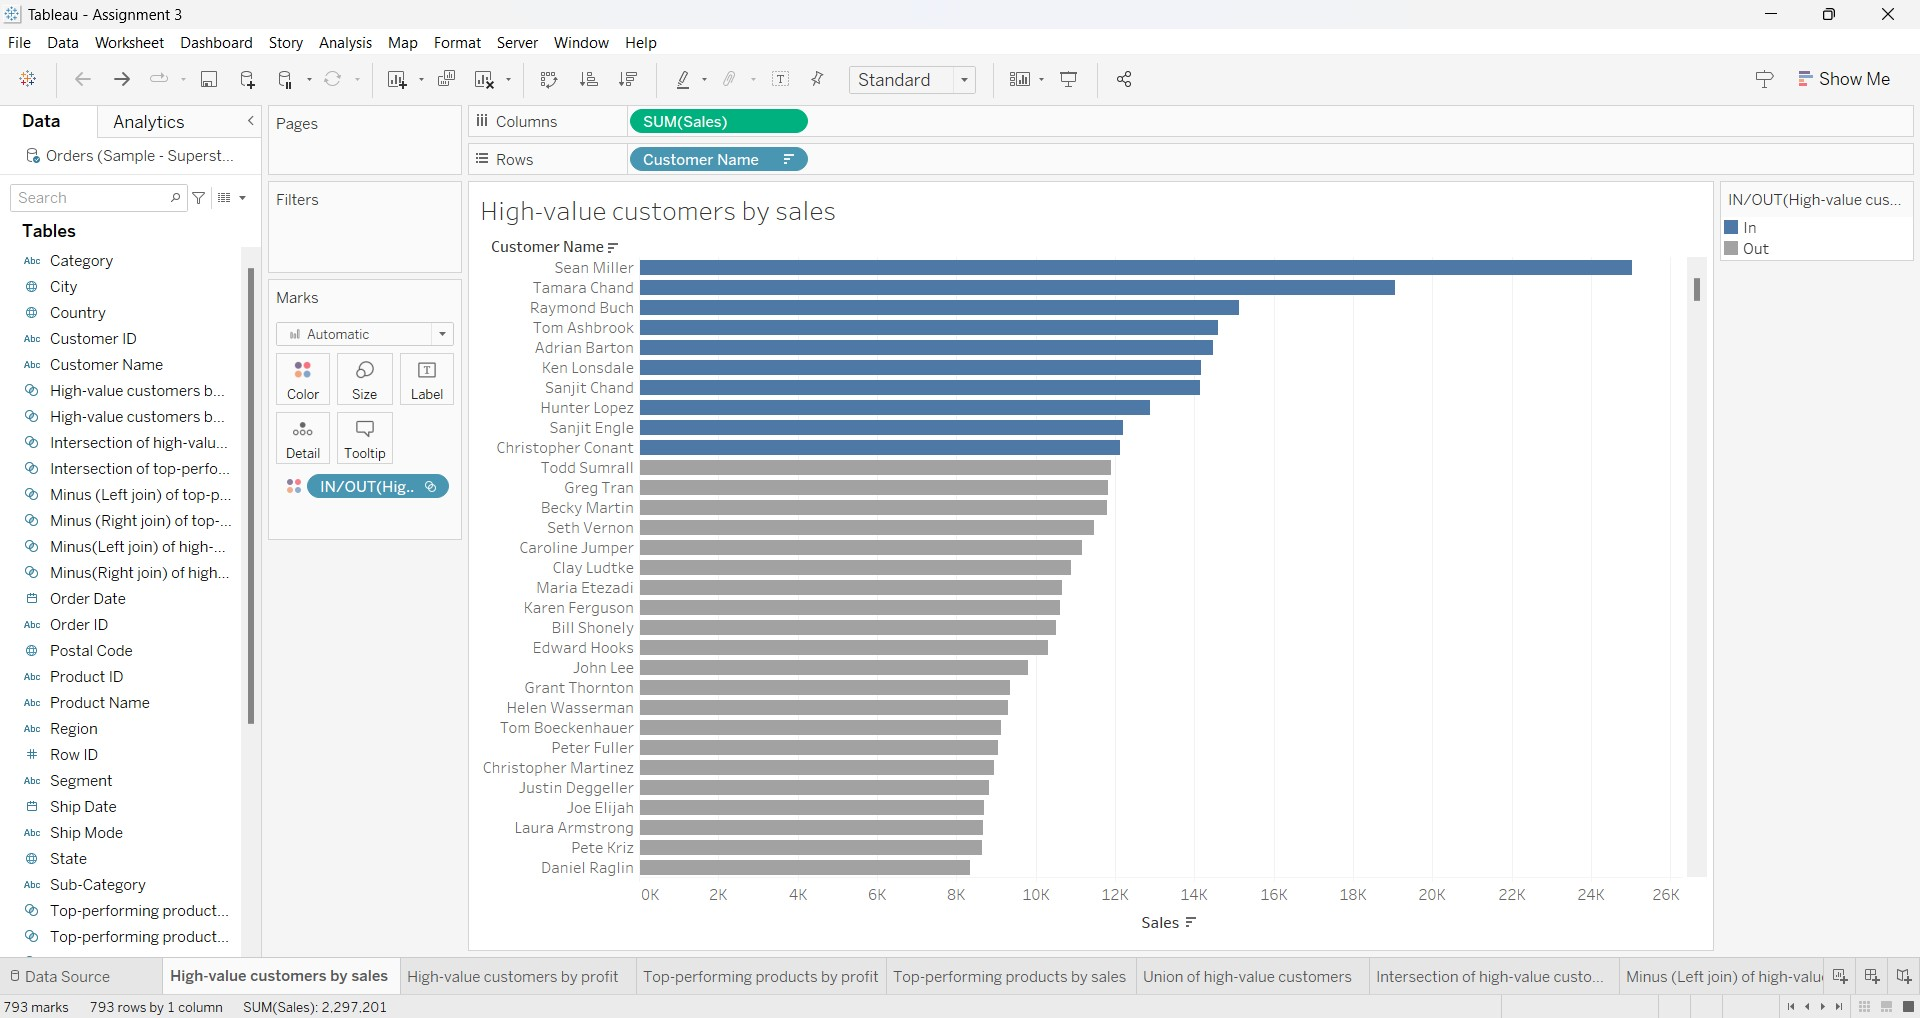 Tableau - Assignment 3
File Data Worksheet Dashboard Story Analysis Map Format Server Window Help
Standard
Show Me
Data Analytics
Orders (Sample - Superst...
Search
Tables
Abc Category
City
Country
Abc Customer ID
Abc Customer Name
High-value customers b...
High-value customers b...
Intersection of high-valu...
Intersection of top-perfo...
Minus (Left join) of top-p...
Minus (Right join) of top-...
Minus(Left join) of high-...
Minus(Right join) of high...
Order Date
Abc Order ID
Postal Code
Abc Product ID
Abc Product Name
Abc Region
# Row ID
Abc Segment
Ship Date
Abc Ship Mode
State
Abc Sub-Category
Top-performing product...
Top-performing product...
Pages
Filters
Marks
Automatic
Color Size Label
Detail Tooltip
IN/OUT(Hig..
Columns SUM(Sales)
Rows Customer Name
High-value customers by sales
Customer Name
Sean Miller
Tamara Chand
Raymond Buch
Tom Ashbrook
Adrian Barton
Ken Lonsdale
Sanjit Chand
Hunter Lopez
Sanjit Engle
Christopher Conant
Todd Sumrall
Greg Tran
Becky Martin
Seth Vernon
Caroline Jumper
Clay Ludtke
Maria Etezadi
Karen Ferguson
Bill Shonely
Edward Hooks
John Lee
Grant Thornton
Helen Wasserman
Tom Boeckenhauer
Peter Fuller
Christopher Martinez
Justin Deggeller
Joe Elijah
Laura Armstrong
Pete Kriz
Daniel Raglin
0K 2K 4K 6K 8K 10K 12K 14K 16K 18K 20K 22K 24K 26K
Sales
IN/OUT(High-value cus...
In
Out
Data Source High-value customers by sales High-value customers by profit Top-performing products by profit Top-performing products by sales Union of high-value customers Intersection of high-value custo... Minus (Left join) of high-valu
793 marks 793 rows by 1 column SUM(Sales): 2,297,201